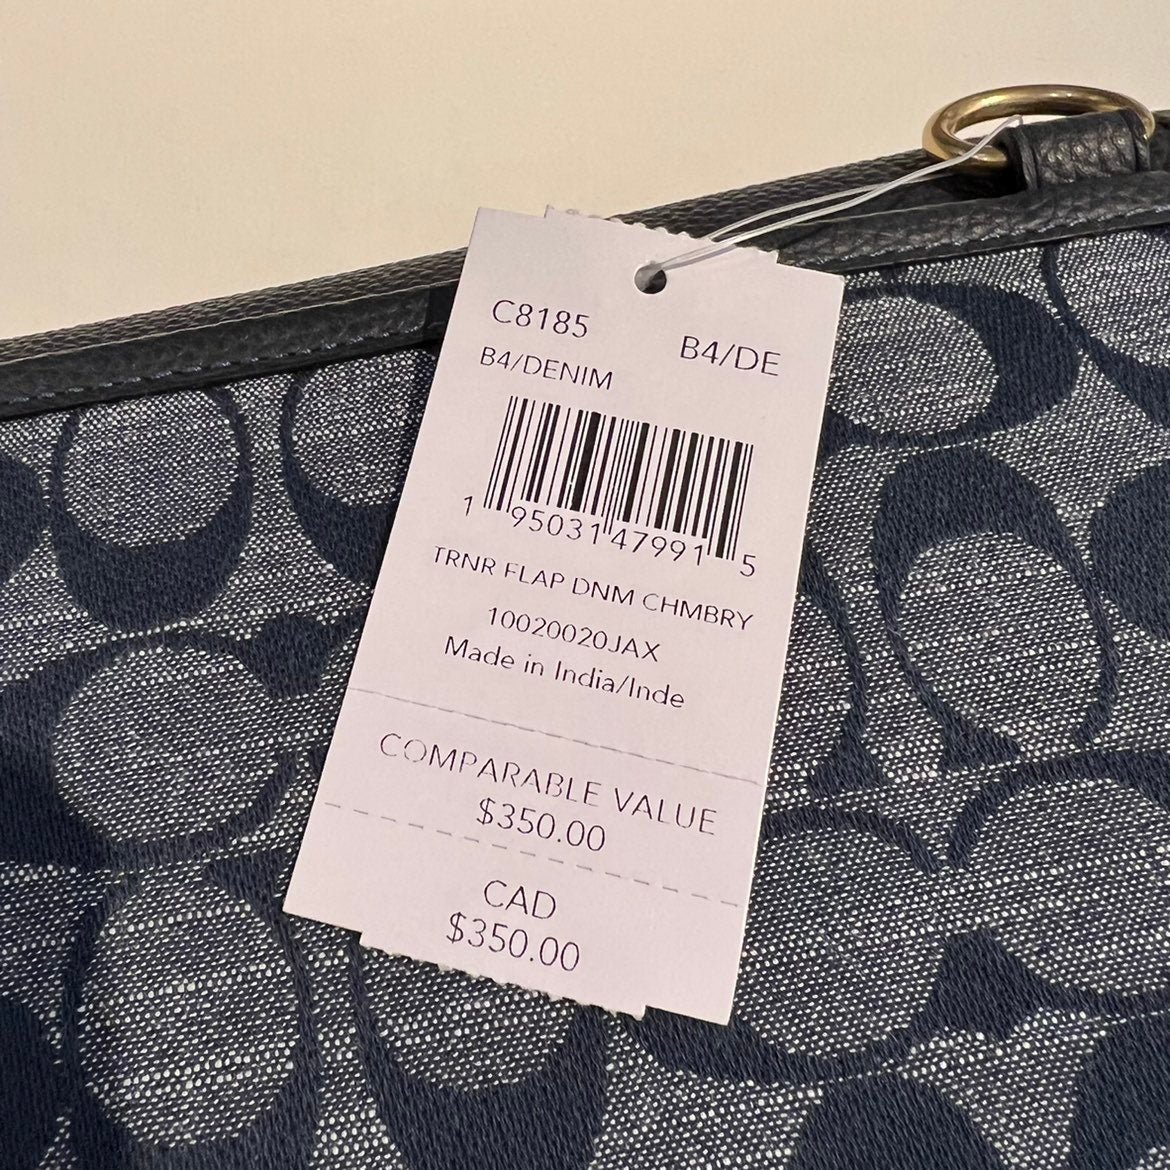 C8185 B4/DE
B4/DENIM
1 95031 47991 5
TRNR FLAP DNM CHMBRY
10020020JAX
Made in India/Inde
COMPARABLE VALUE
$350.00
CAD
$350.00